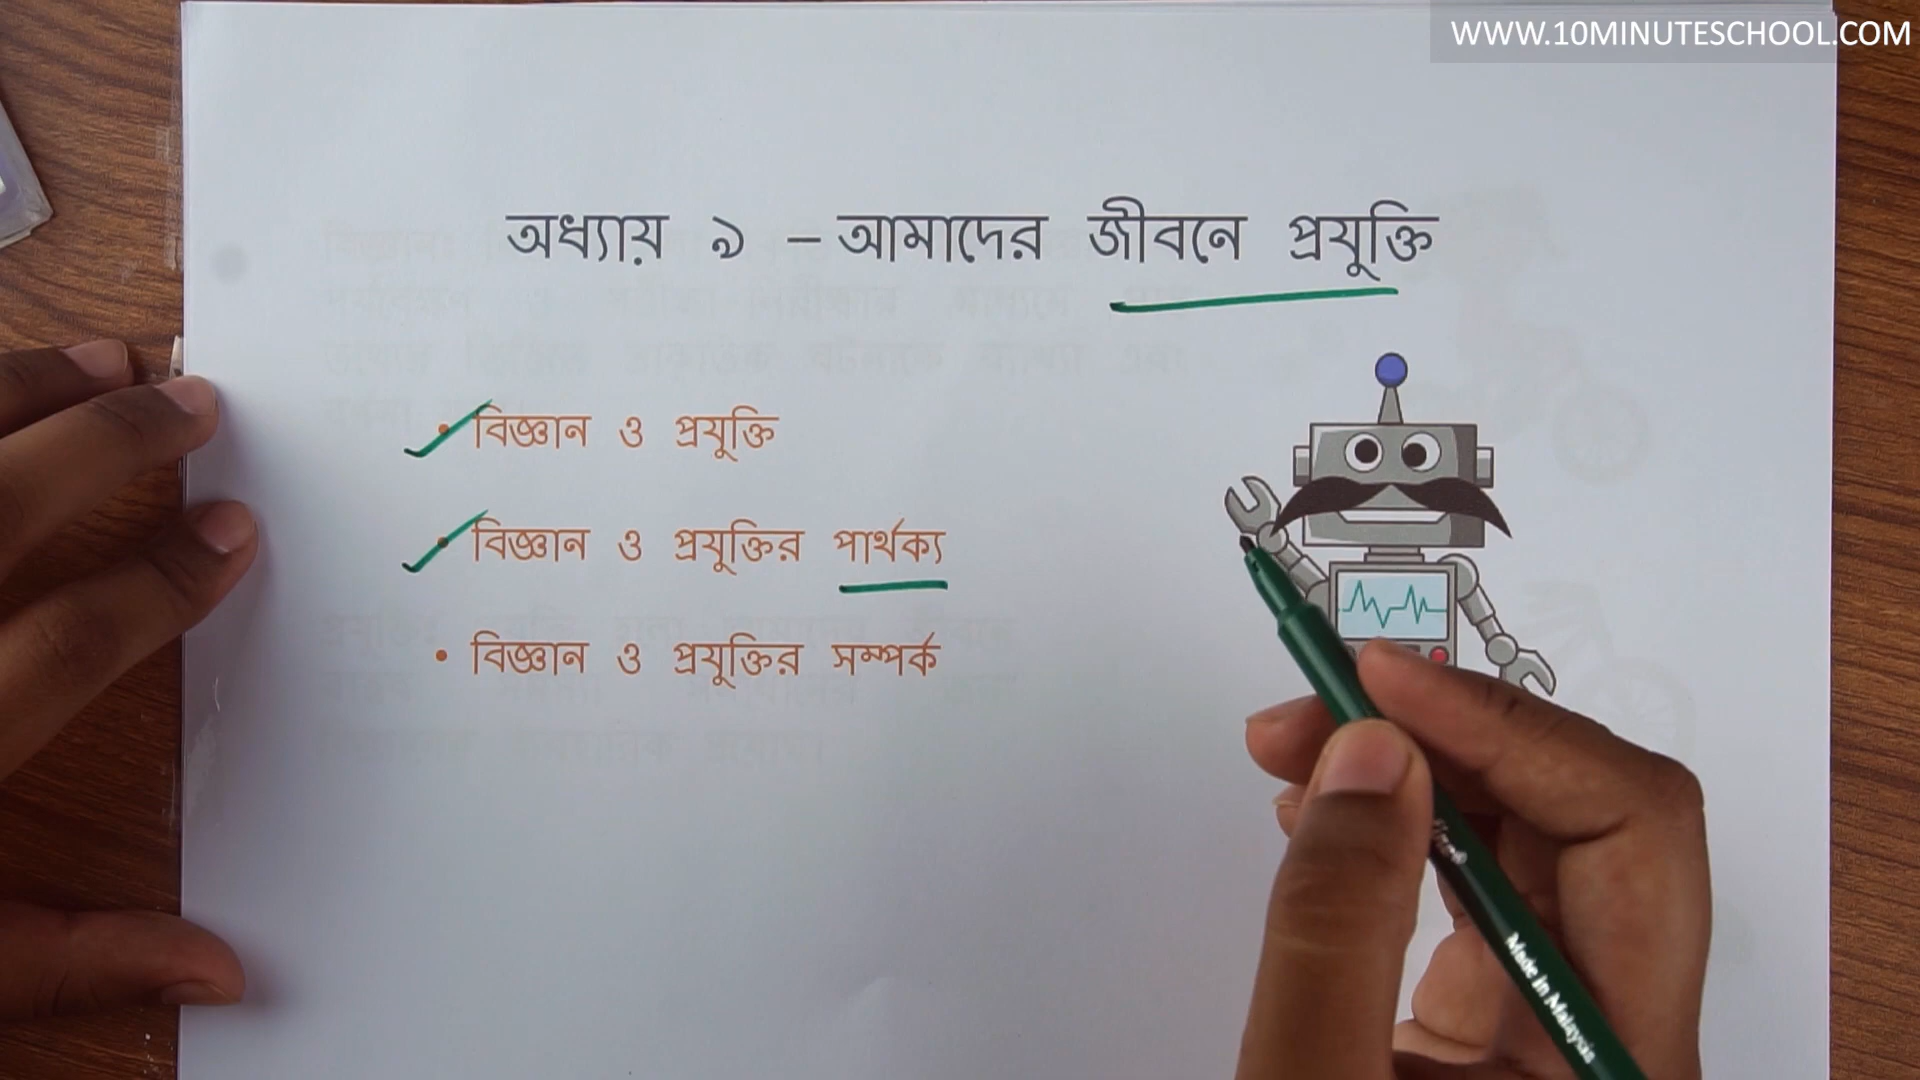 WWW.10MINUTESCHOOL.COM
অধ্যায় ৯ – আমাদের জীবনে প্রযুক্তি
• বিজ্ঞান ও প্রযুক্তি
• বিজ্ঞান ও প্রযুক্তির পার্থক্য
• বিজ্ঞান ও প্রযুক্তির সম্পর্ক
Made in Malaysia